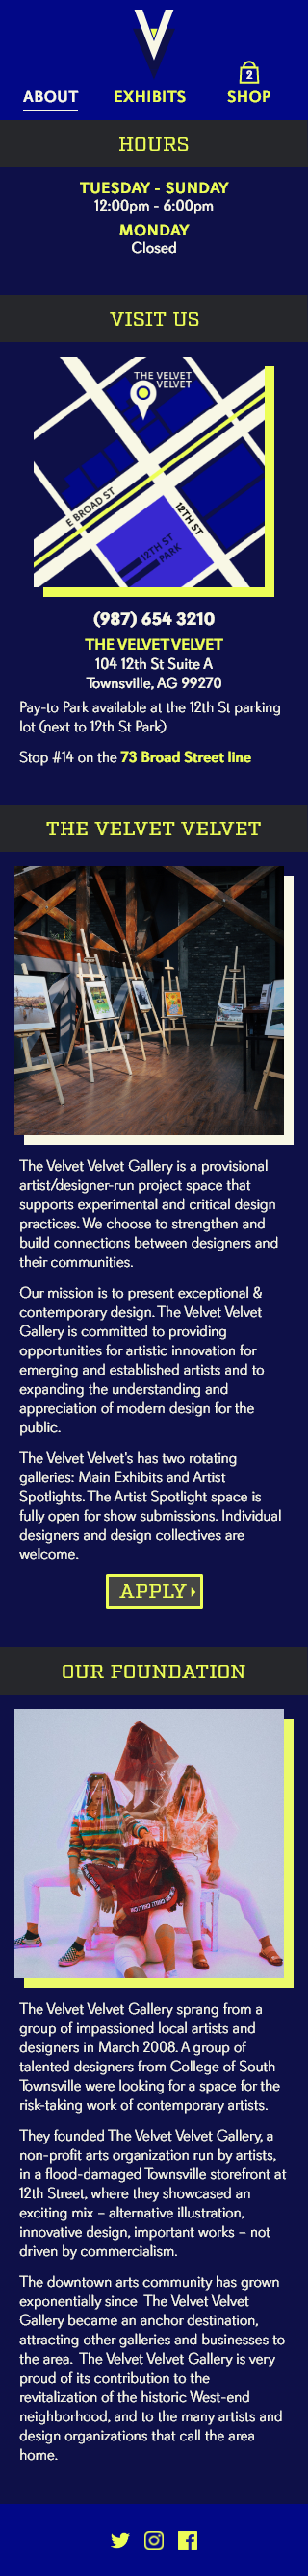 2
ABOUT EXHIBITS SHOP
HOURS
TUESDAY - SUNDAY
12:00pm - 6:00pm
MONDAY
Closed
VISIT US
THE VELVET
VELVET
E BROAD ST
12TH ST
12TH ST
PARK
(987) 654 3210
THE VELVET VELVET
104 12th St Suite A
Townsville, AG 99270
Pay-to Park available at the 12th St parking
lot (next to 12th St Park)
Stop #14 on the 73 Broad Street line
THE VELVET VELVET
The Velvet Velvet Gallery is a provisional
artist/designer-run project space that
supports experimental and critical design
practices. We choose to strengthen and
build connections between designers and
their communities.
Our mission is to present exceptional &
contemporary design. The Velvet Velvet
Gallery is committed to providing
opportunities for artistic innovation for
emerging and established artists and to
expanding the understanding and
appreciation of modern design for the
public.
The Velvet Velvet's has two rotating
galleries: Main Exhibits and Artist
Spotlights. The Artist Spotlight space is
fully open for show submissions. Individual
designers and design collectives are
welcome.
APPLY
OUR FOUNDATION
The Velvet Velvet Gallery sprang from a
group of impassioned local artists and
designers in March 2008. A group of
talented designers from College of South
Townsville were looking for a space for the
risk-taking work of contemporary artists.
They founded The Velvet Velvet Gallery, a
non-profit arts organization run by artists,
in a flood-damaged Townsville storefront at
12th Street, where they showcased an
exciting mix – alternative illustration,
innovative design, important works – not
driven by commercialism.
The downtown arts community has grown
exponentially since The Velvet Velvet
Gallery became an anchor destination,
attracting other galleries and businesses to
the area. The Velvet Velvet Gallery is very
proud of its contribution to the
revitalization of the historic West-end
neighborhood, and to the many artists and
design organizations that call the area
home.